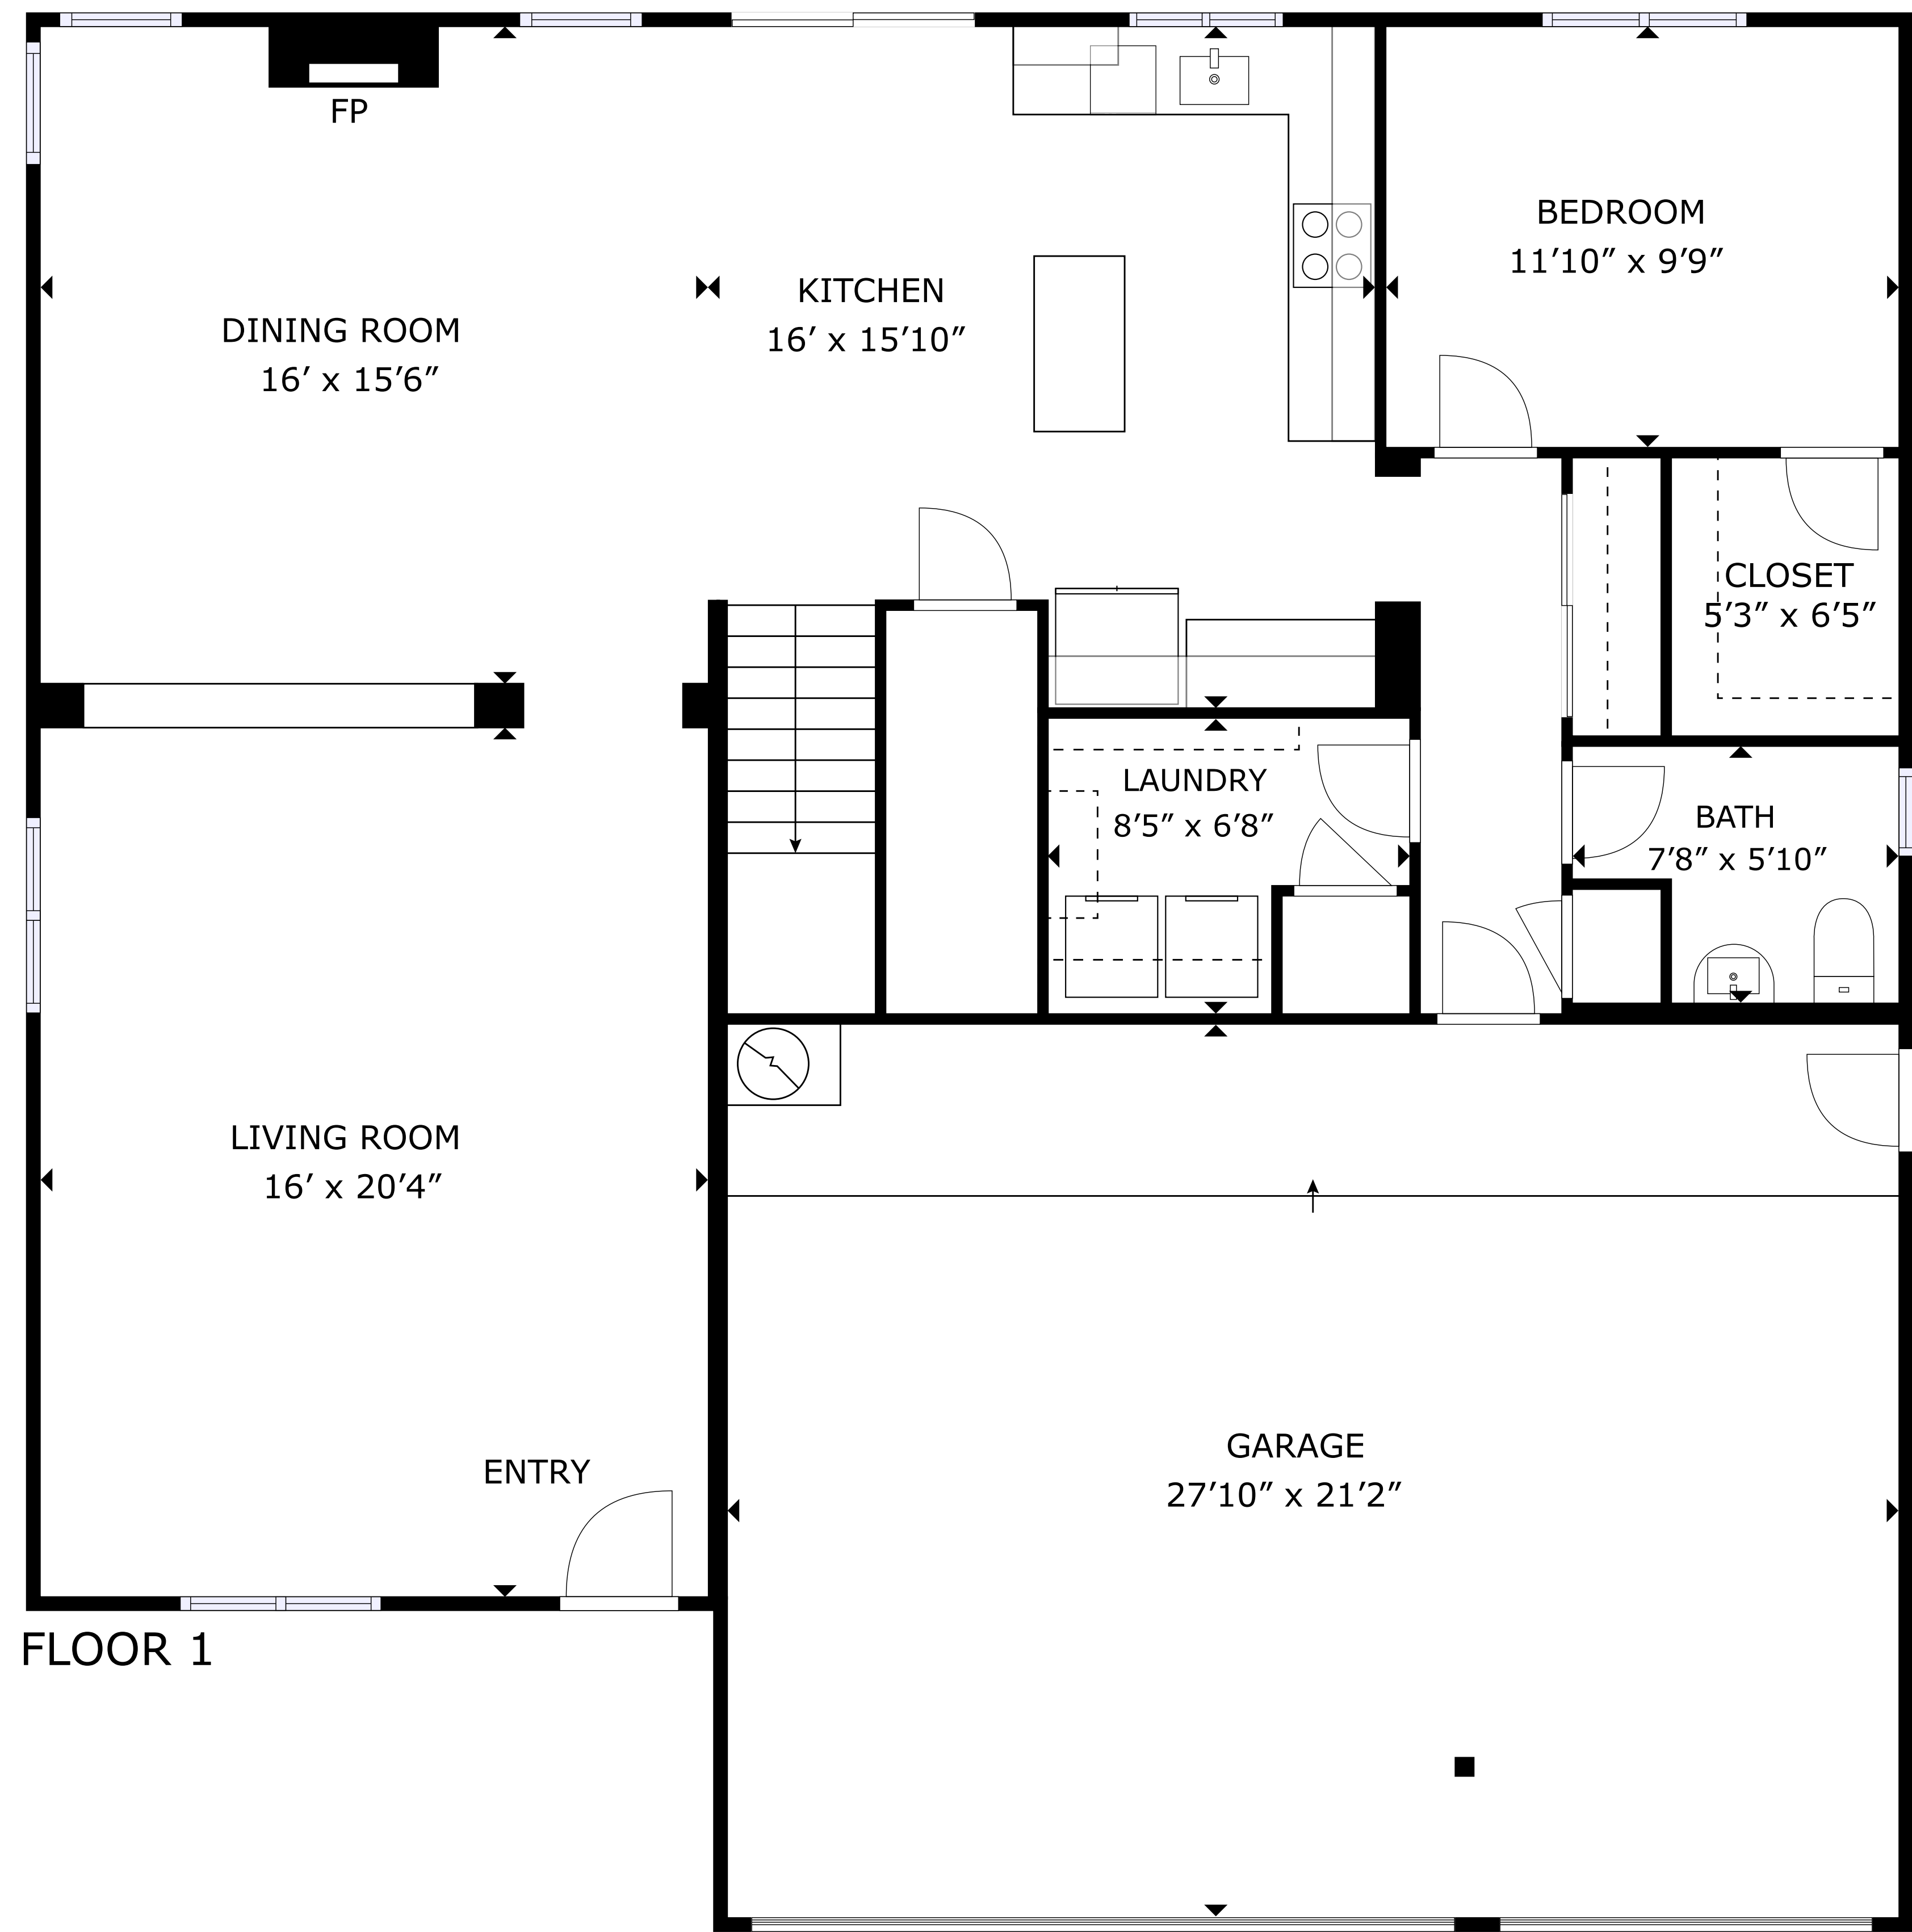 FP
BEDROOM
11′10″ x 9′9″
KITCHEN
16′ x 15′10″
DINING ROOM
16′ x 15′6″
CLOSET
5′3″ x 6′5″
LAUNDRY
8′5″ x 6′8″
BATH
7′8″ x 5′10″
LIVING ROOM
16′ x 20′4″
GARAGE
27′10″ x 21′2″
ENTRY
FLOOR 1